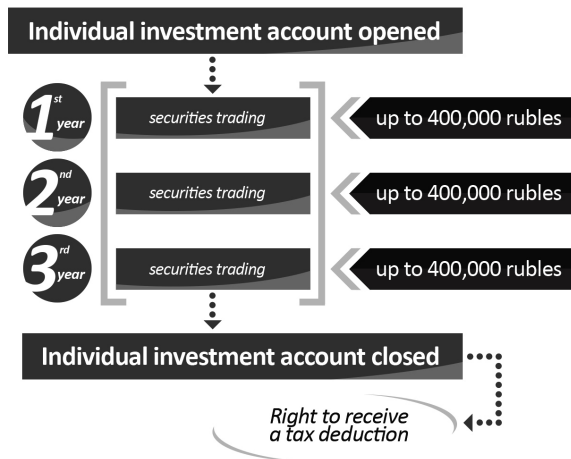 Individual investment account opened
1st year
securities trading
up to 400,000 rubles
2nd year
securities trading
up to 400,000 rubles
3rd year
securities trading
up to 400,000 rubles
Individual investment account closed
Right to receive
a tax deduction